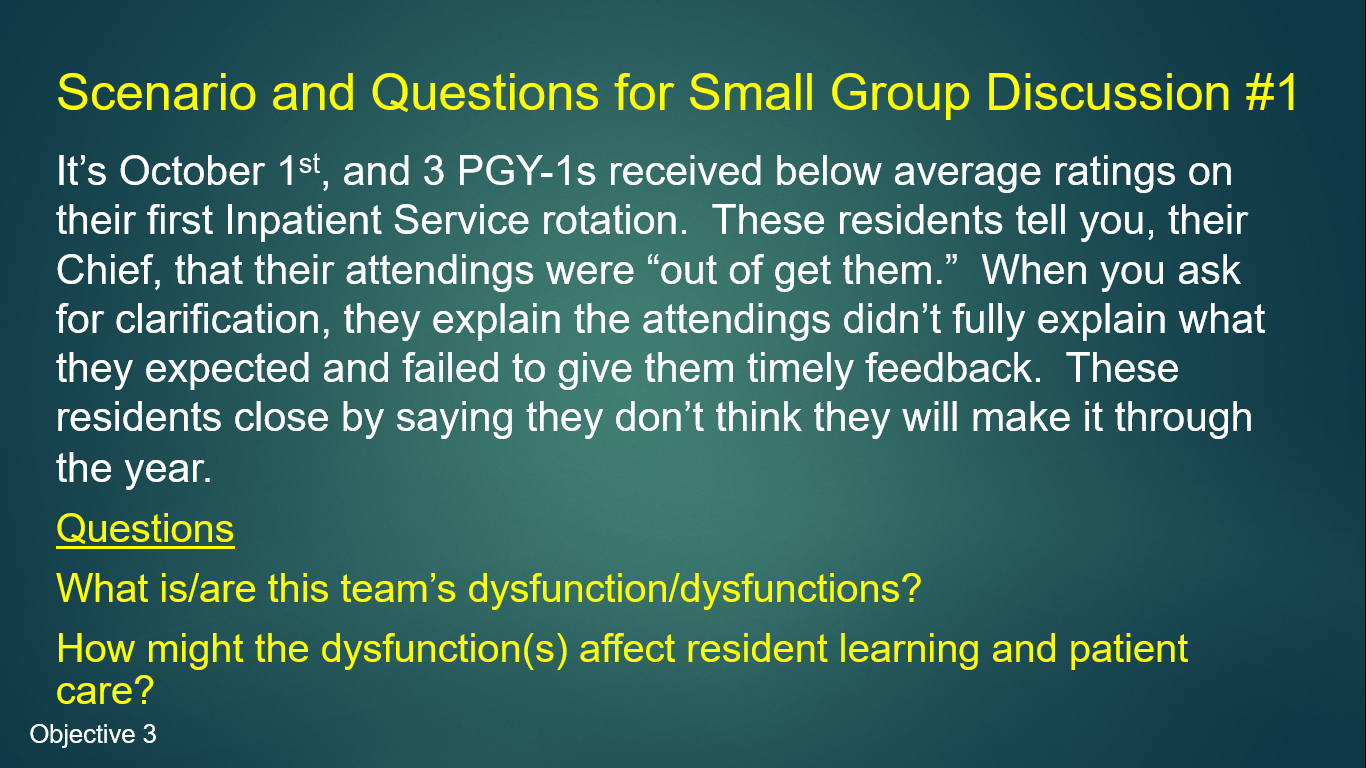 Scenario and Questions for Small Group Discussion #1
It’s October 1st, and 3 PGY-1s received below average ratings on
their first Inpatient Service rotation.  These residents tell you, their
Chief, that their attendings were “out of get them.”  When you ask
for clarification, they explain the attendings didn’t fully explain what
they expected and failed to give them timely feedback.  These
residents close by saying they don’t think they will make it through
the year.
Questions
What is/are this team’s dysfunction/dysfunctions?
How might the dysfunction(s) affect resident learning and patient
care?
Objective 3